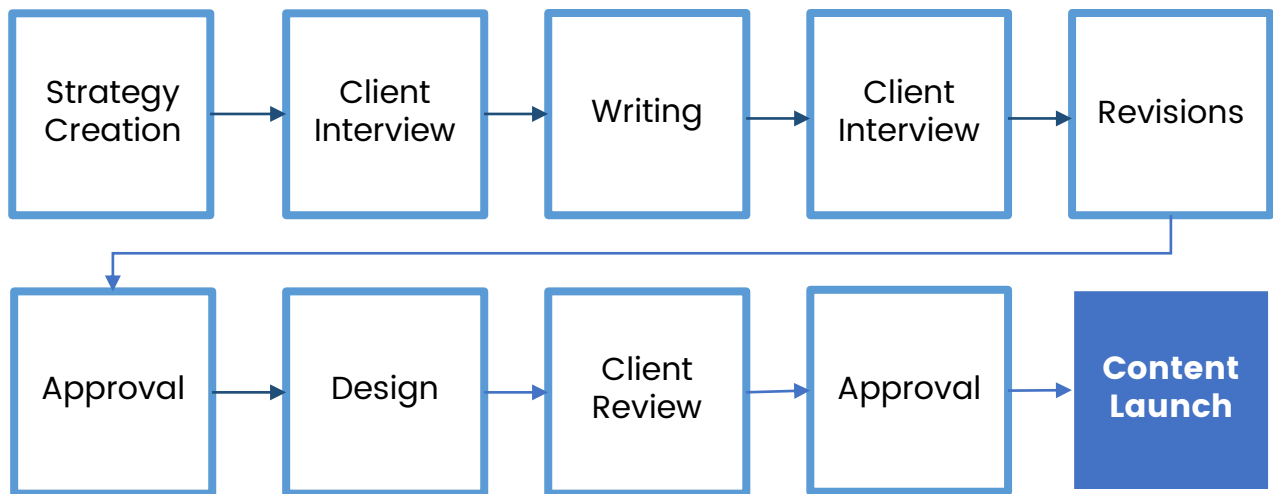 Strategy
Creation
Client
Interview
Writing
Client
Interview
Revisions
Approval
Design
Client
Review
Approval
Content
Launch